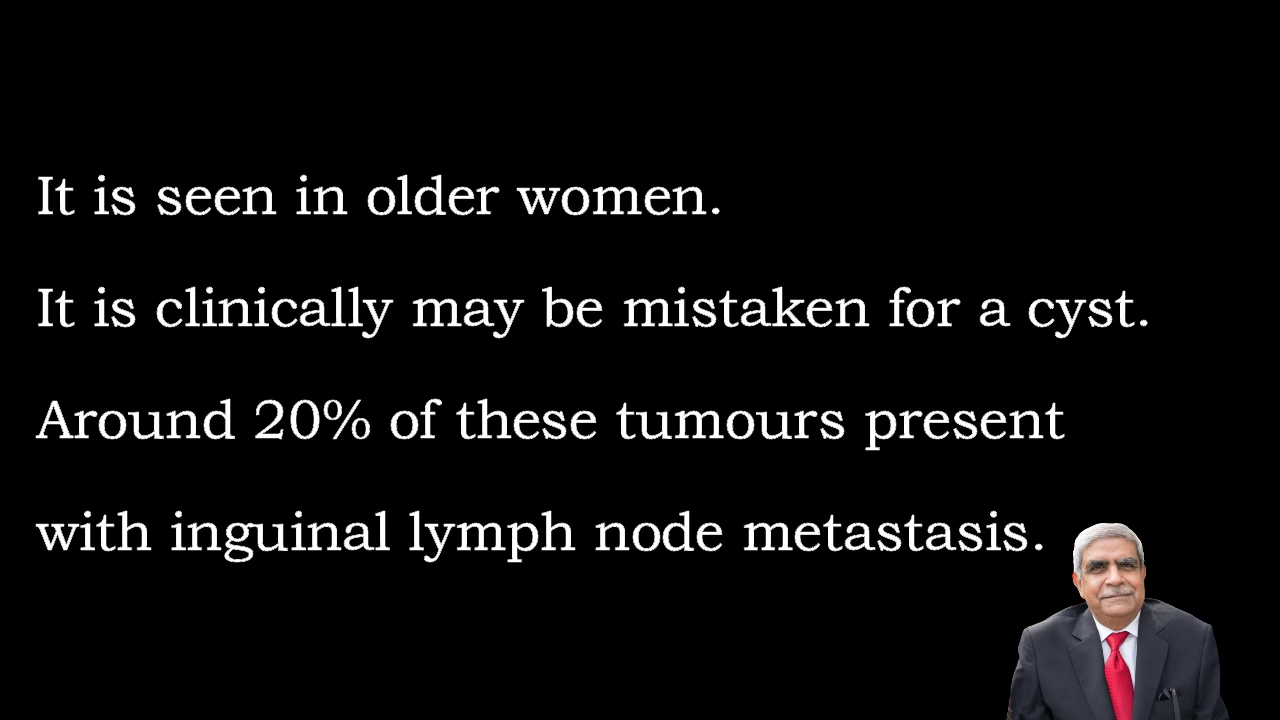 It is seen in older women.
It is clinically may be mistaken for a cyst.
Around 20% of these tumours present
with inguinal lymph node metastasis.